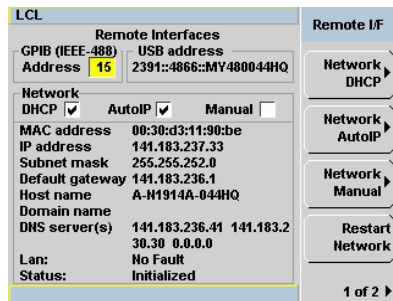 LCL
Remote I/F
Remote Interfaces
GPIB (IEEE-488)
Address 15
USB address
2391::4866::MY480044HQ
Network
DHCP AutoIP Manual
MAC address 00:30:d3:11:90:be
IP address 141.183.237.33
Subnet mask 255.255.252.0
Default gateway 141.183.236.1
Host name A-N1914A-044HQ
Domain name
DNS server(s) 141.183.236.41 141.183.2
30.30 0.0.0.0
Lan: No Fault
Status: Initialized
Network
DHCP
Network
AutoIP
Network
Manual
Restart
Network
1 of 2